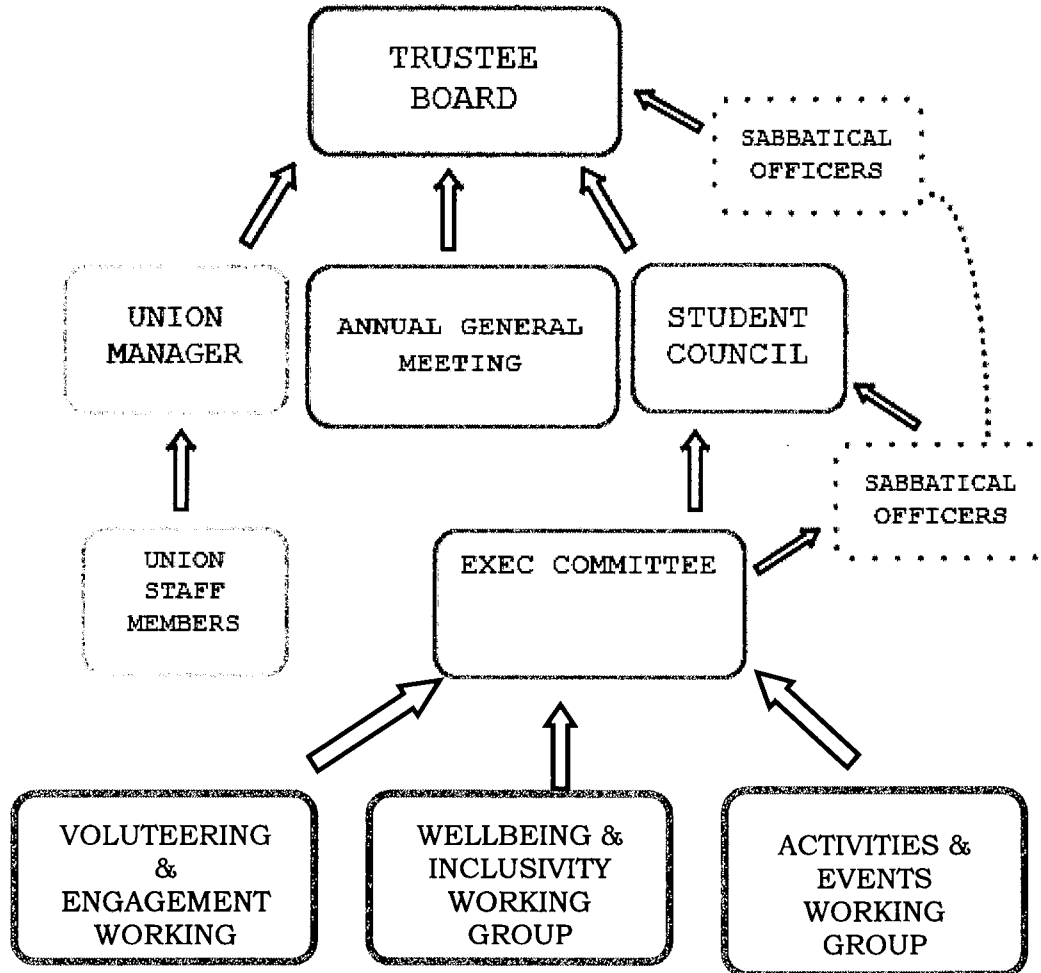 TRUSTEE
BOARD
SABBATICAL
OFFICERS
UNION
MANAGER
ANNUAL GENERAL
MEETING
STUDENT
COUNCIL
SABBATICAL
OFFICERS
UNION
STAFF
MEMBERS
EXEC COMMITTEE
VOLUTEERING
&
ENGAGEMENT
WORKING
WELLBEING &
INCLUSIVITY
WORKING
GROUP
ACTIVITIES &
EVENTS
WORKING
GROUP